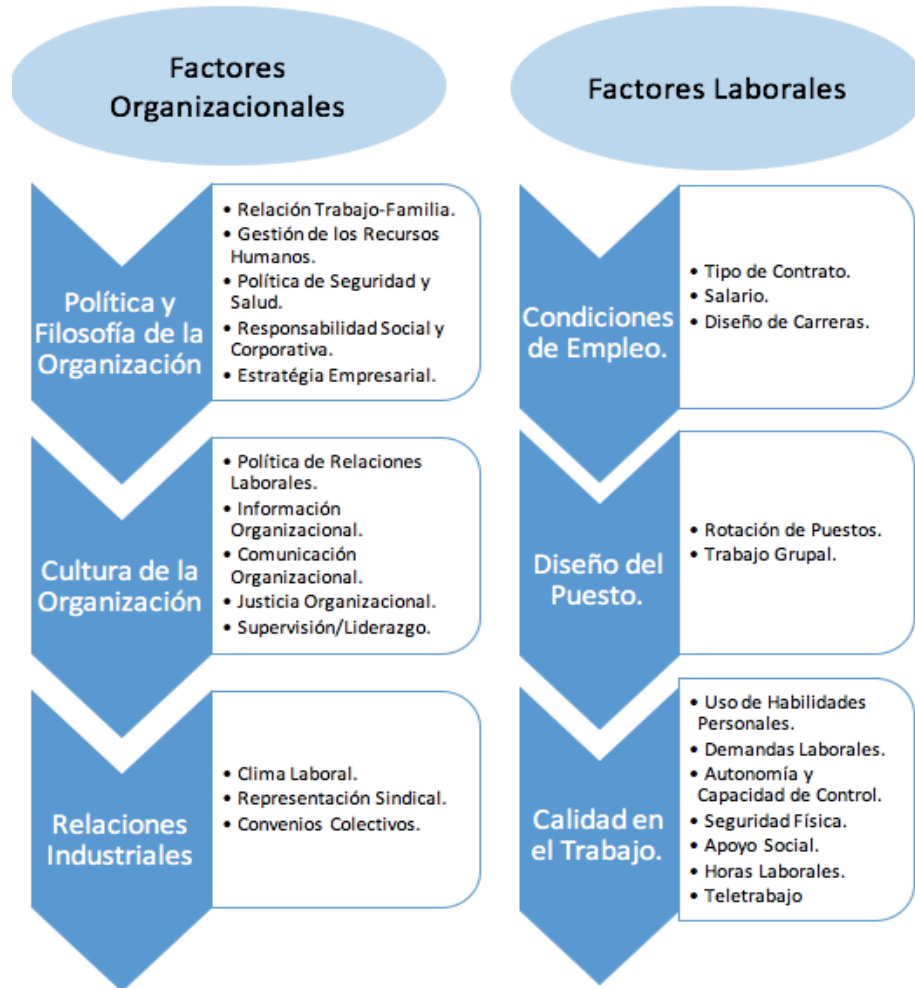 Factores
Organizacionales
Política y
Filosofía de la
Organización
• Relación Trabajo-Familia.
• Gestión de los Recursos
Humanos.
• Política de Seguridad y
Salud.
• Responsabilidad Social y
Corporativa.
• Estratégia Empresarial.
Cultura de la
Organización
• Política de Relaciones
Laborales.
• Información
Organizacional.
• Comunicación
Organizacional.
• Justicia Organizacional.
• Supervisión/Liderazgo.
Relaciones
Industriales
• Clima Laboral.
• Representación Sindical.
• Convenios Colectivos.
Factores Laborales
Condiciones
de Empleo.
• Tipo de Contrato.
• Salario.
• Diseño de Carreras.
Diseño del
Puesto.
• Rotación de Puestos.
• Trabajo Grupal.
Calidad en
el Trabajo.
• Uso de Habilidades
Personales.
• Demandas Laborales.
• Autonomía y
Capacidad de Control.
• Seguridad Física.
• Apoyo Social.
• Horas Laborales.
• Teletrabajo